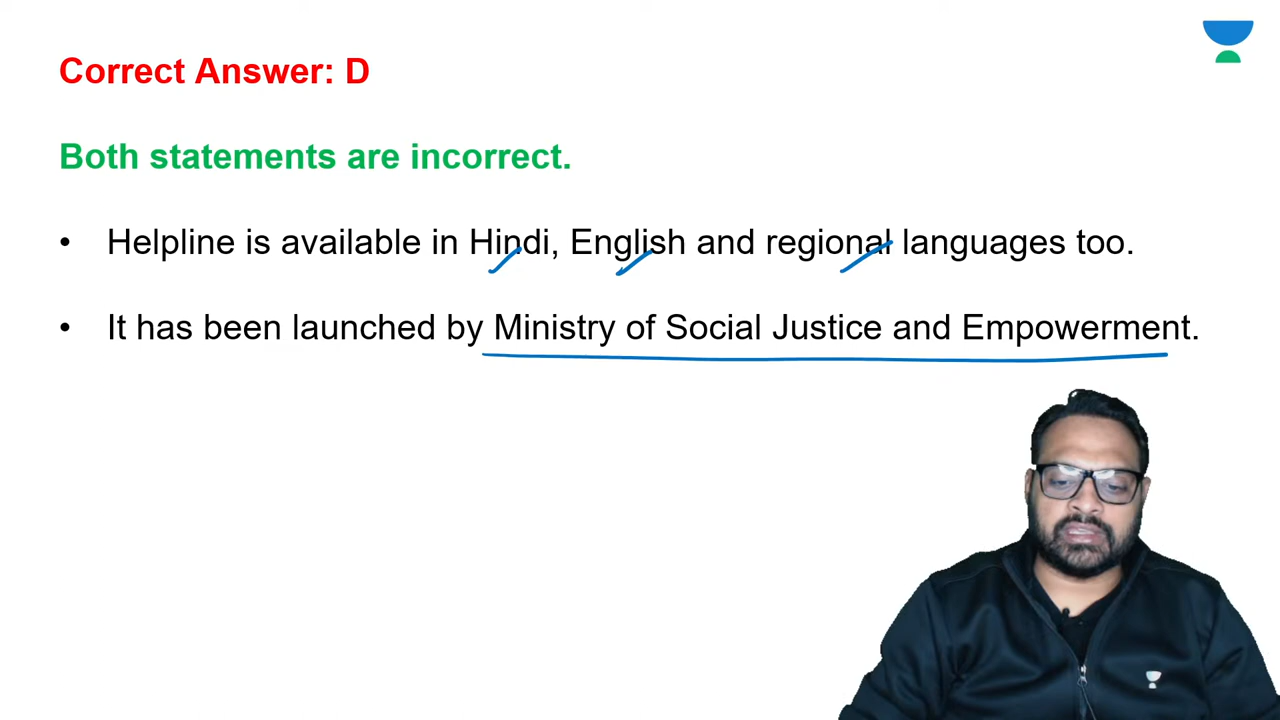 Correct Answer: D
Both statements are incorrect.
• Helpline is available in Hindi, English and regional languages too.
• It has been launched by Ministry of Social Justice and Empowerment.